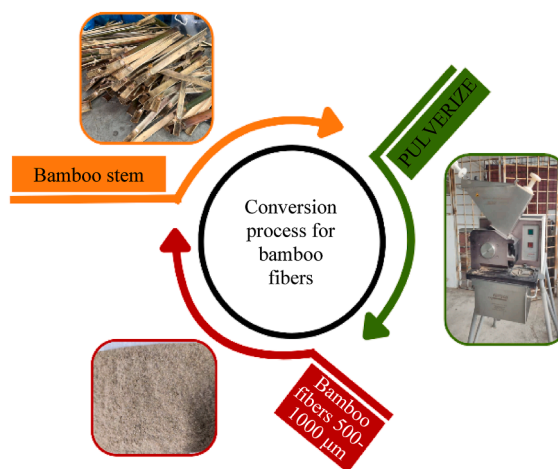 Bamboo stem
PULVERIZE
Conversion
process for
bamboo
fibers
Bamboo
fibers 500-
1000 μm